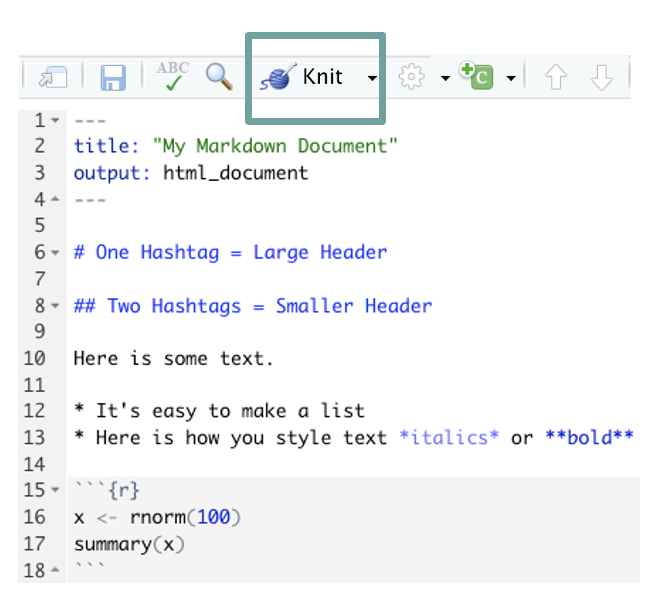 ABC Knit C
1 ---
2 title: "My Markdown Document"
3 output: html_document
4 ---
5
6 # One Hashtag = Large Header
7
8 ## Two Hashtags = Smaller Header
9
10 Here is some text.
11
12 * It's easy to make a list
13 * Here is how you style text *italics* or **bold**
14
15 ```{r}
16 x <- rnorm(100)
17 summary(x)
18 ```